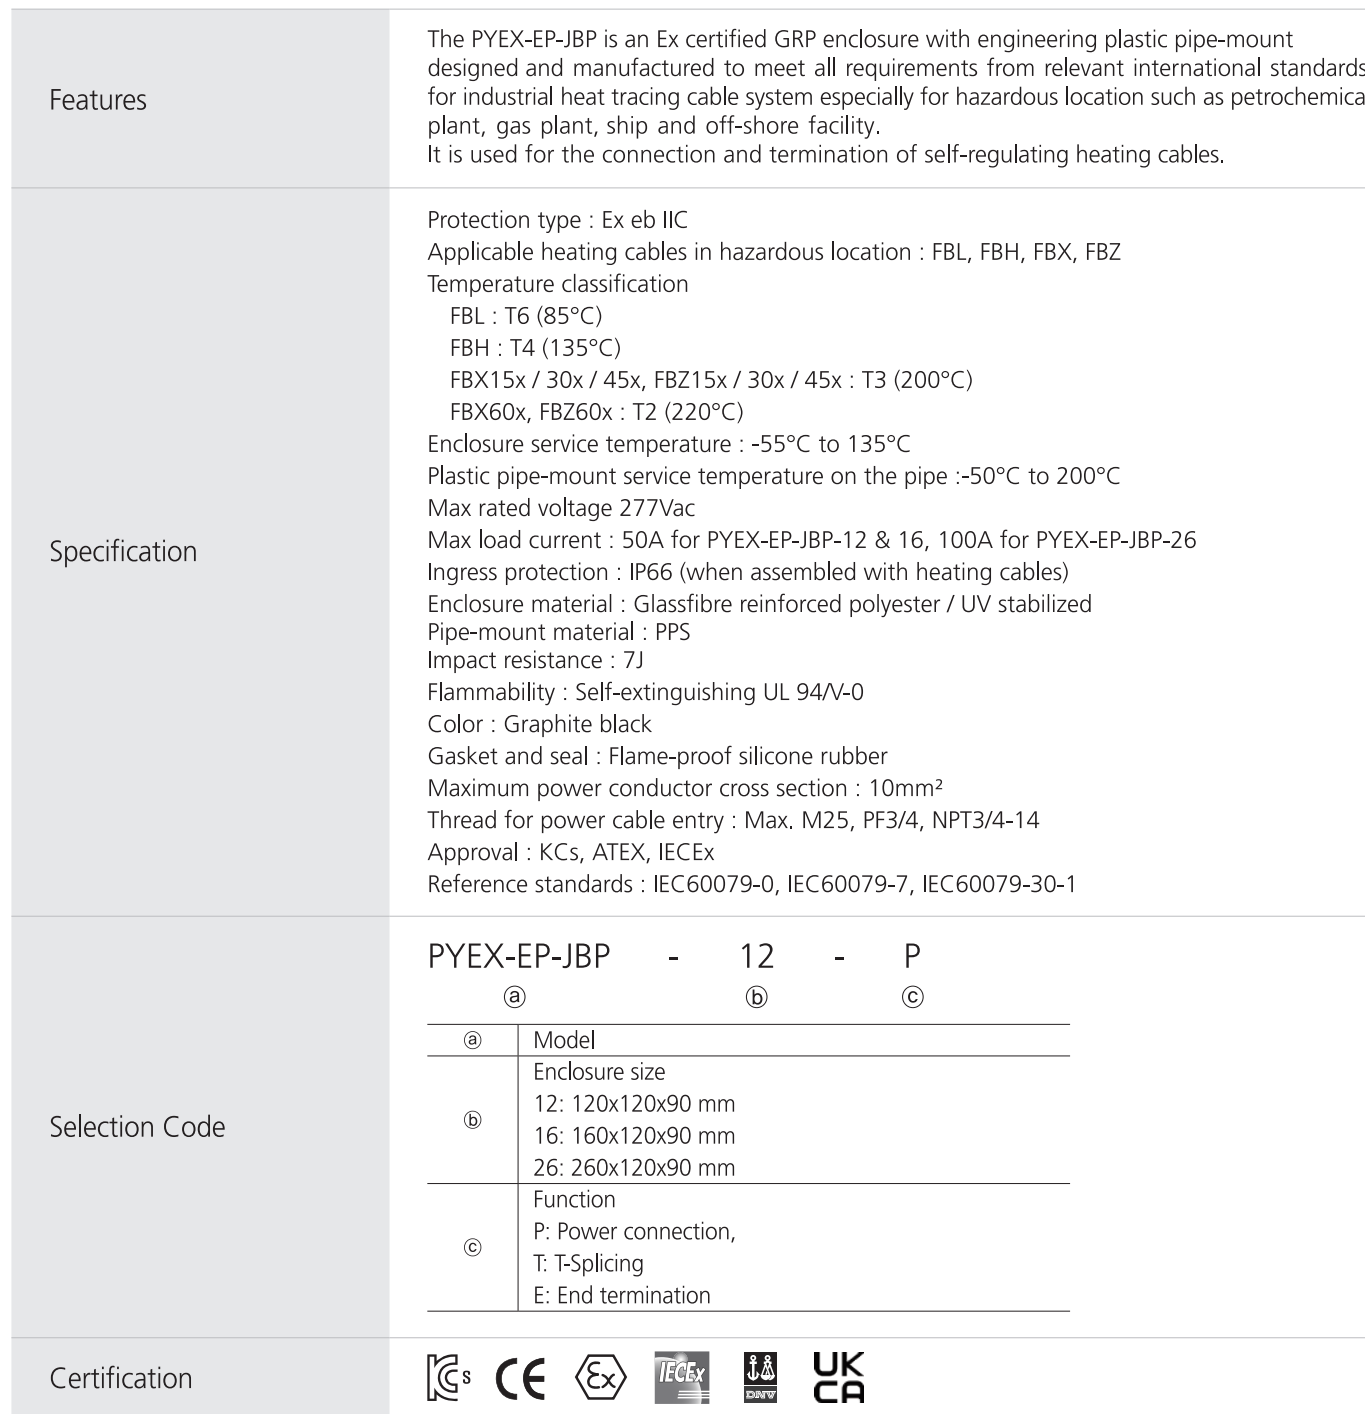 Features
The PYEX-EP-JBP is an Ex certified GRP enclosure with engineering plastic pipe-mount
designed and manufactured to meet all requirements from relevant international standards
for industrial heat tracing cable system especially for hazardous location such as petrochemica
plant, gas plant, ship and off-shore facility.
It is used for the connection and termination of self-regulating heating cables.
Specification
Protection type : Ex eb IIC
Applicable heating cables in hazardous location : FBL, FBH, FBX, FBZ
Temperature classification
FBL : T6 (85°C)
FBH : T4 (135°C)
FBX15x / 30x / 45x, FBZ15x / 30x / 45x : T3 (200°C)
FBX60x, FBZ60x : T2 (220°C)
Enclosure service temperature : -55°C to 135°C
Plastic pipe-mount service temperature on the pipe :-50°C to 200°C
Max rated voltage 277Vac
Max load current : 50A for PYEX-EP-JBP-12 & 16, 100A for PYEX-EP-JBP-26
Ingress protection : IP66 (when assembled with heating cables)
Enclosure material : Glassfibre reinforced polyester / UV stabilized
Pipe-mount material : PPS
Impact resistance : 7J
Flammability : Self-extinguishing UL 94/V-0
Color : Graphite black
Gasket and seal : Flame-proof silicone rubber
Maximum power conductor cross section : 10mm²
Thread for power cable entry : Max. M25, PF3/4, NPT3/4-14
Approval : KCs, ATEX, IECEx
Reference standards : IEC60079-0, IEC60079-7, IEC60079-30-1
Selection Code
PYEX-EP-JBP - 12 - P
ⓐ ⓑ ⓒ
ⓐ Model
ⓑ Enclosure size
12: 120x120x90 mm
16: 160x120x90 mm
26: 260x120x90 mm
ⓒ Function
P: Power connection,
T: T-Splicing
E: End termination
Certification
KCs CE Ex IECEx DNV UK
CA